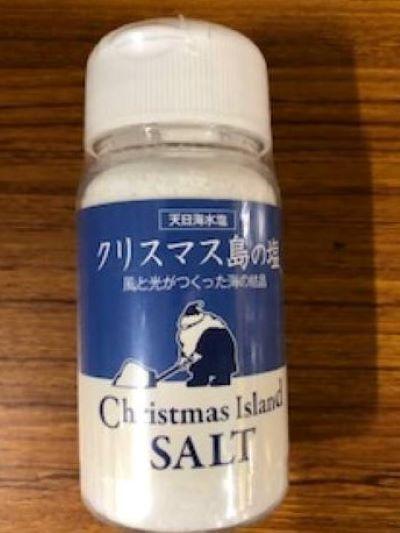 天日海水塩
クリスマス島の塩
風と光がつくった海の結晶
Christmas Island
SALT